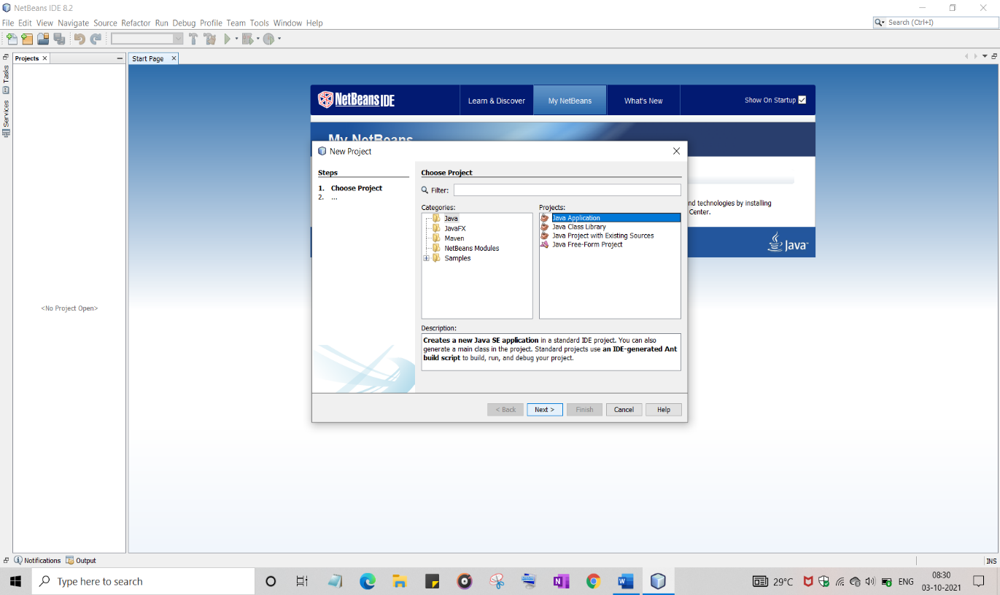 NetBeans IDE 8.2
File Edit View Navigate Source Refactor Run Debug Profile Team Tools Window Help
Search (Ctrl+I)
Projects
Start Page
Tasks
Services
NetBeans IDE
Learn & Discover
My NetBeans
What's New
Show On Startup
My NetBeans
New Project
Steps
1. Choose Project
2. ...
Choose Project
Filter:
Categories:
Java
JavaFX
Maven
NetBeans Modules
Samples
Projects:
Java Application
Java Class Library
Java Project with Existing Sources
Java Free-Form Project
nd technologies by installing
Center.
Java
<No Project Open>
Description:
Creates a new Java SE application in a standard IDE project. You can also
generate a main class in the project. Standard projects use an IDE-generated Ant
build script to build, run, and debug your project.
< Back
Next >
Finish
Cancel
Help
Notifications
Output
INS
Type here to search
29°C
ENG
08:30
03-10-2021